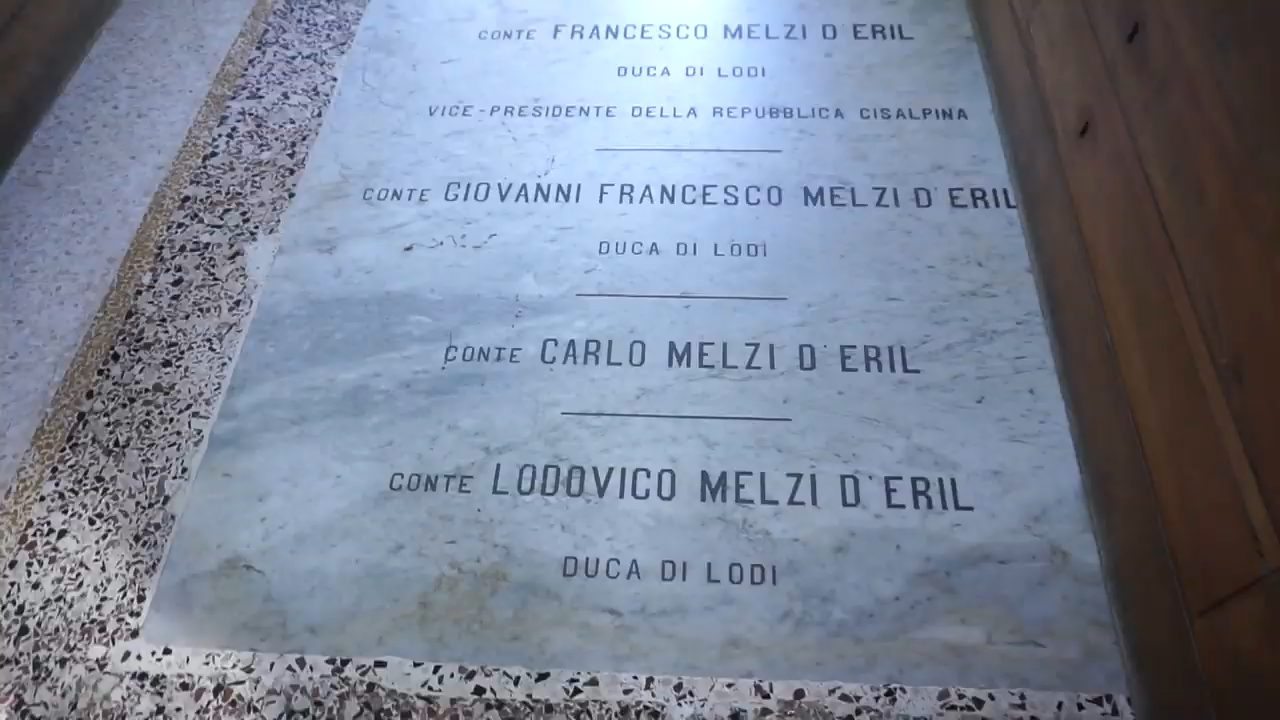 CONTE FRANCESCO MELZI D'ERIL
DUCA DI LODI
VICE-PRESIDENTE DELLA REPUBBLICA CISALPINA
CONTE GIOVANNI FRANCESCO MELZI D'ERIL
DUCA DI LODI
CONTE CARLO MELZI D'ERIL
CONTE LODOVICO MELZI D'ERIL
DUCA DI LODI